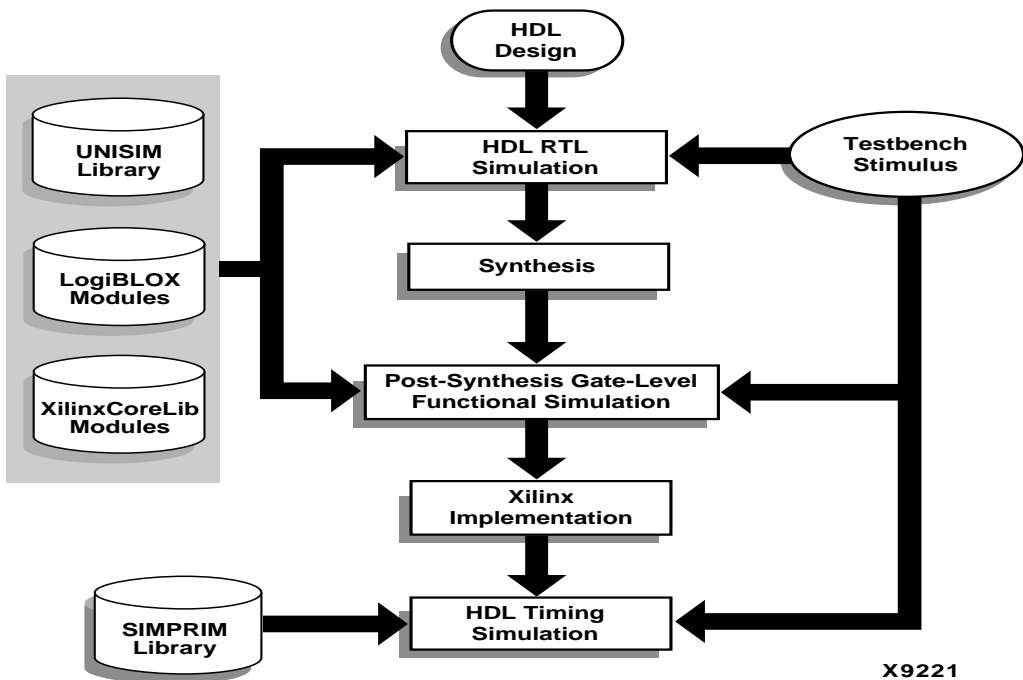 HDL
Design
UNISIM
Library
HDL RTL
Simulation
Testbench
Stimulus
LogiBLOX
Modules
Synthesis
XilinxCoreLib
Modules
Post-Synthesis Gate-Level
Functional Simulation
Xilinx
Implementation
SIMPRIM
Library
HDL Timing
Simulation
X9221